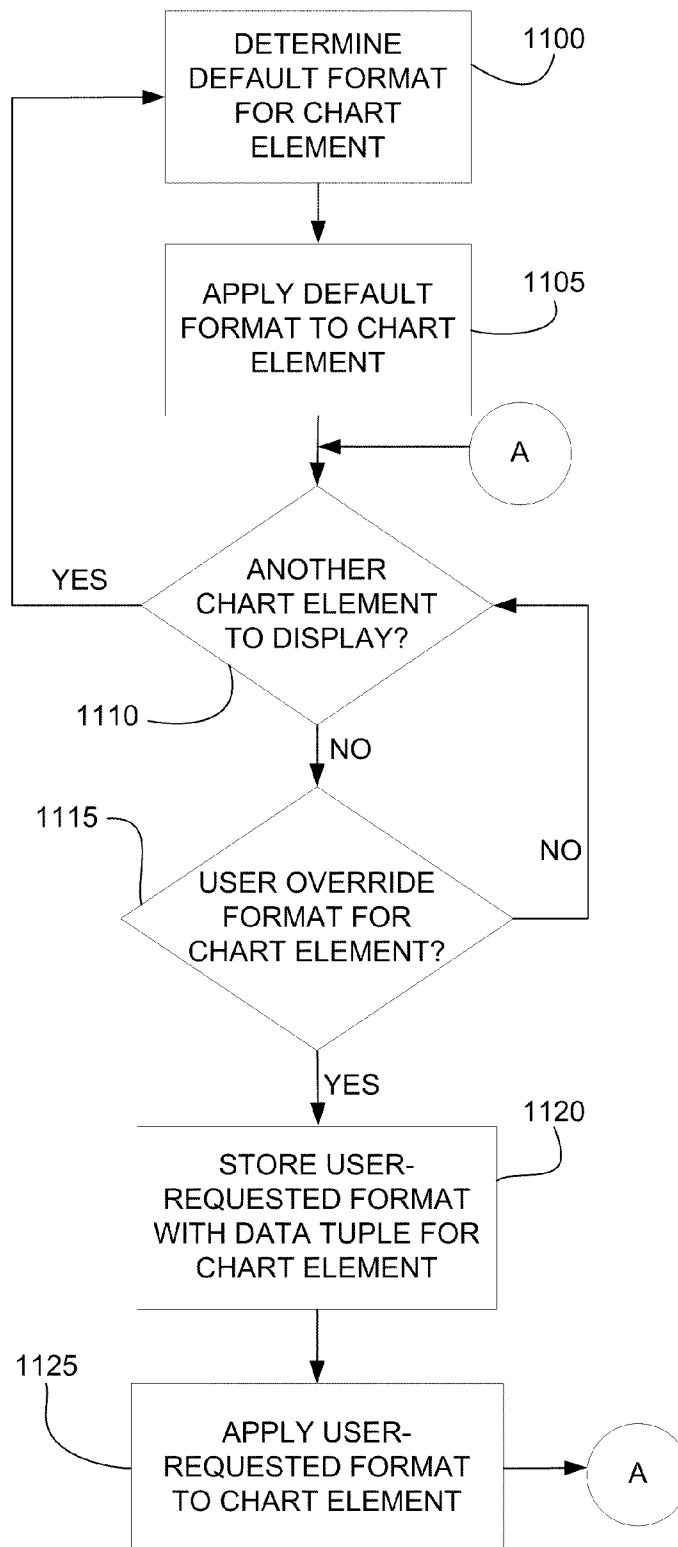 DETERMINE
DEFAULT FORMAT
FOR CHART
ELEMENT
1100
APPLY DEFAULT
FORMAT TO CHART
ELEMENT
1105
A
YES
ANOTHER
CHART ELEMENT
TO DISPLAY?
1110
NO
1115
USER OVERRIDE
FORMAT FOR
CHART ELEMENT?
NO
YES
1120
STORE USER-
REQUESTED FORMAT
WITH DATA TUPLE FOR
CHART ELEMENT
1125
APPLY USER-
REQUESTED FORMAT
TO CHART ELEMENT
A